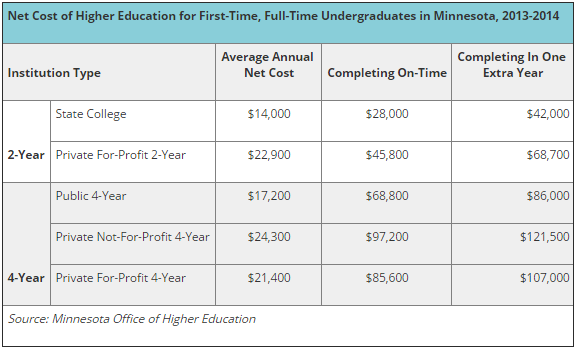 Net Cost of Higher Education for First-Time, Full-Time Undergraduates in Minnesota, 2013-2014
Institution Type Average Annual Net Cost Completing On-Time Completing In One Extra Year
2-Year State College $14,000 $28,000 $42,000
Private For-Profit 2-Year $22,900 $45,800 $68,700
4-Year Public 4-Year $17,200 $68,800 $86,000
Private Not-For-Profit 4-Year $24,300 $97,200 $121,500
Private For-Profit 4-Year $21,400 $85,600 $107,000
Source: Minnesota Office of Higher Education